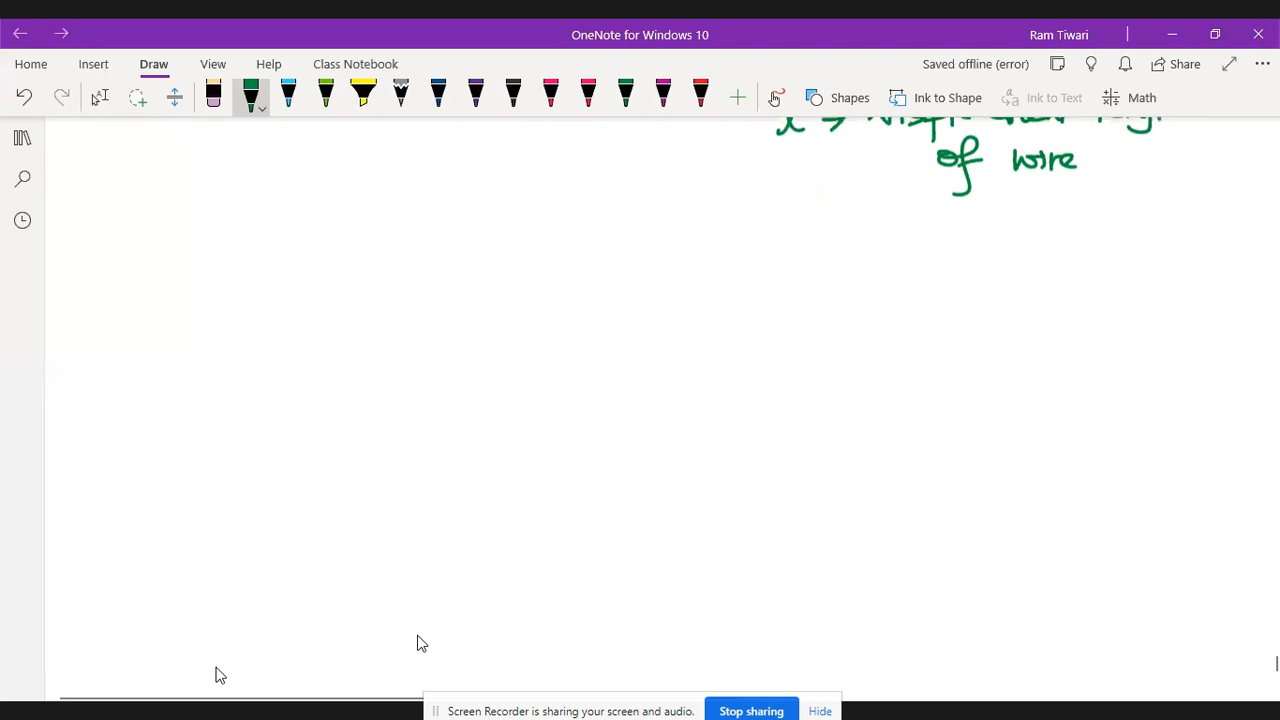 OneNote for Windows 10
Ram Tiwari
Home Insert Draw View Help Class Notebook
Saved offline (error)
Share
Shapes
Ink to Shape
Ink to Text
Math
of wire
Screen Recorder is sharing your screen and audio.
Stop sharing
Hide